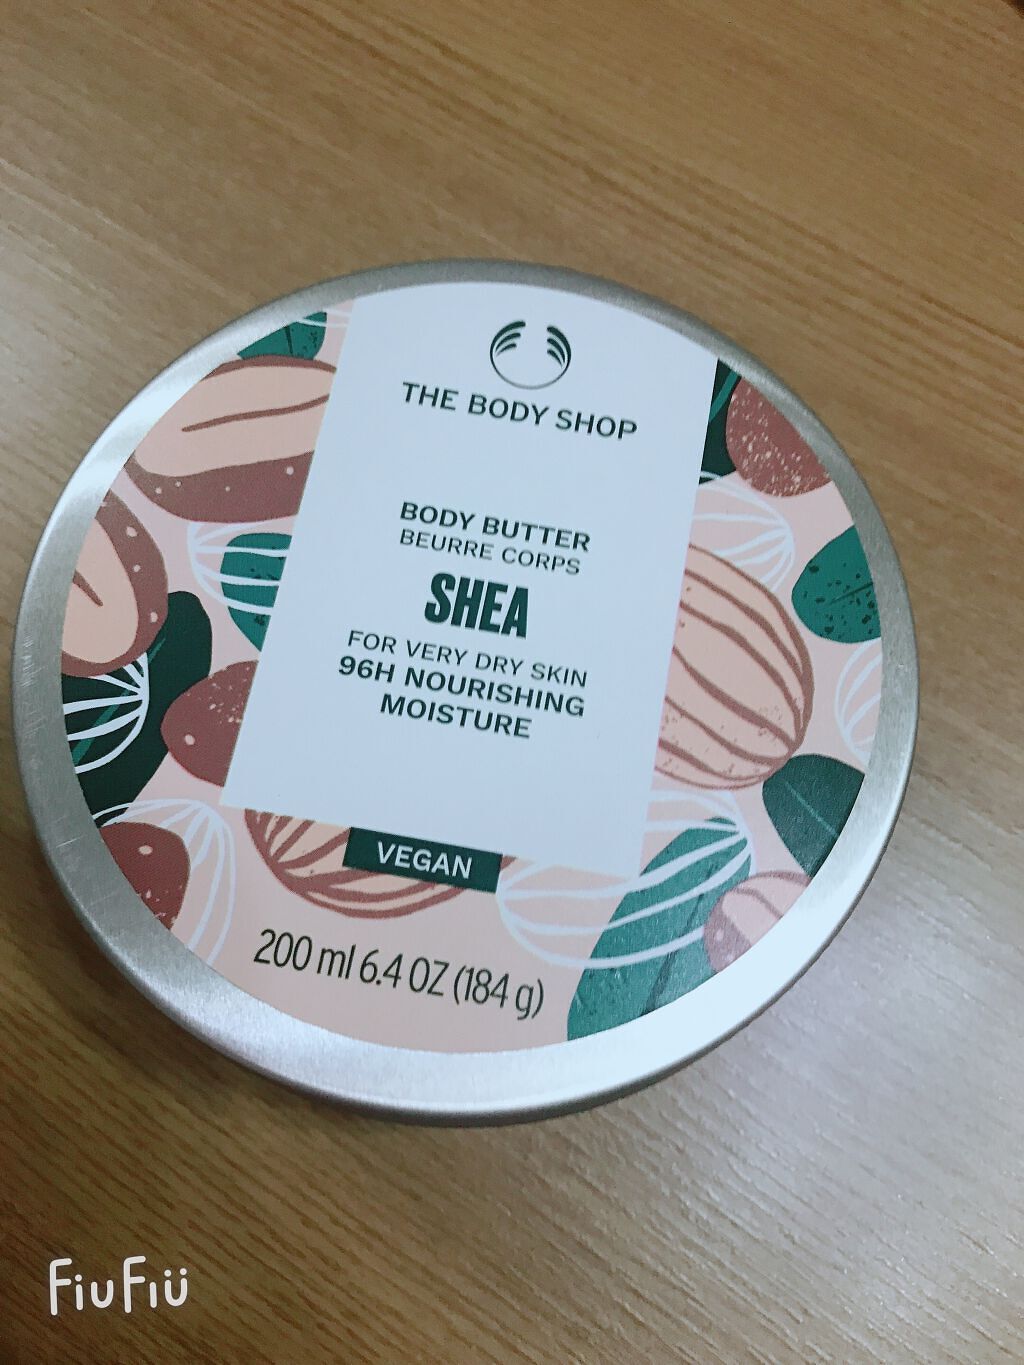 THE BODY SHOP
BODY BUTTER
BEURRE CORPS
SHEA
FOR VERY DRY SKIN
96H NOURISHING
MOISTURE
VEGAN
200 ml 6.4 OZ (184 g)
FiuFiü